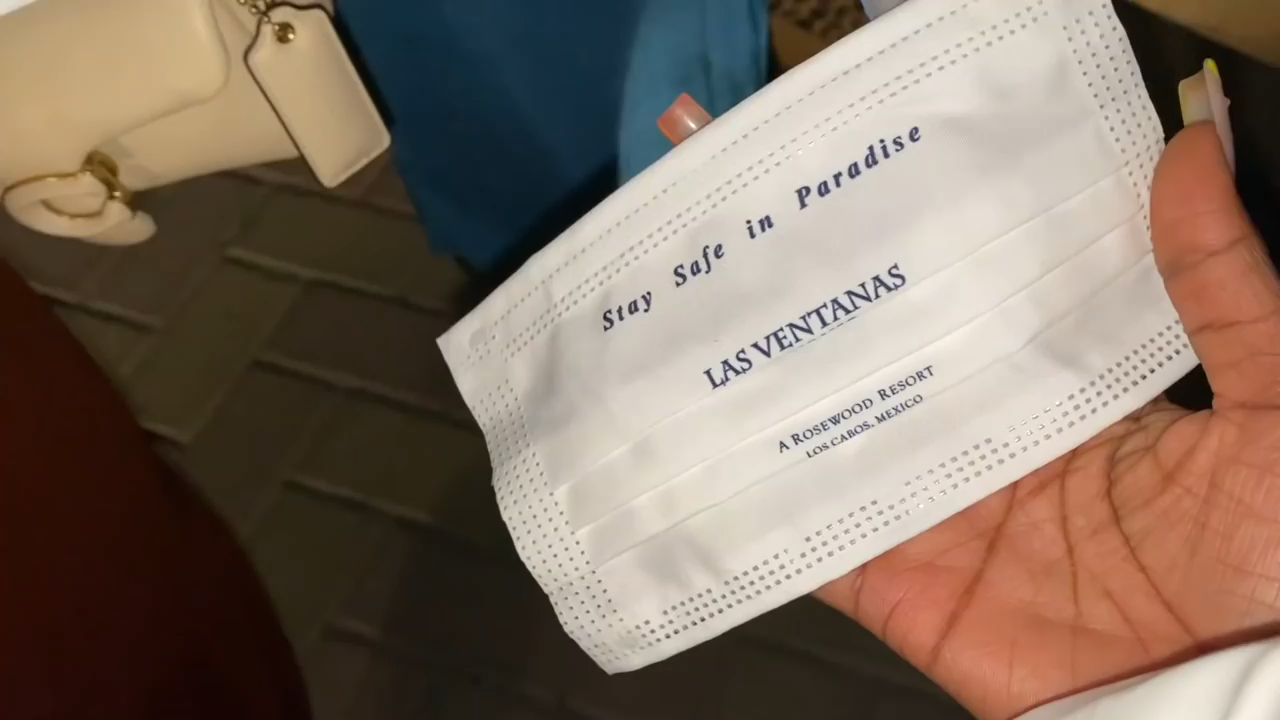 Stay Safe in Paradise
LAS VENTANAS
A ROSEWOOD RESORT
LOS CABOS, MEXICO